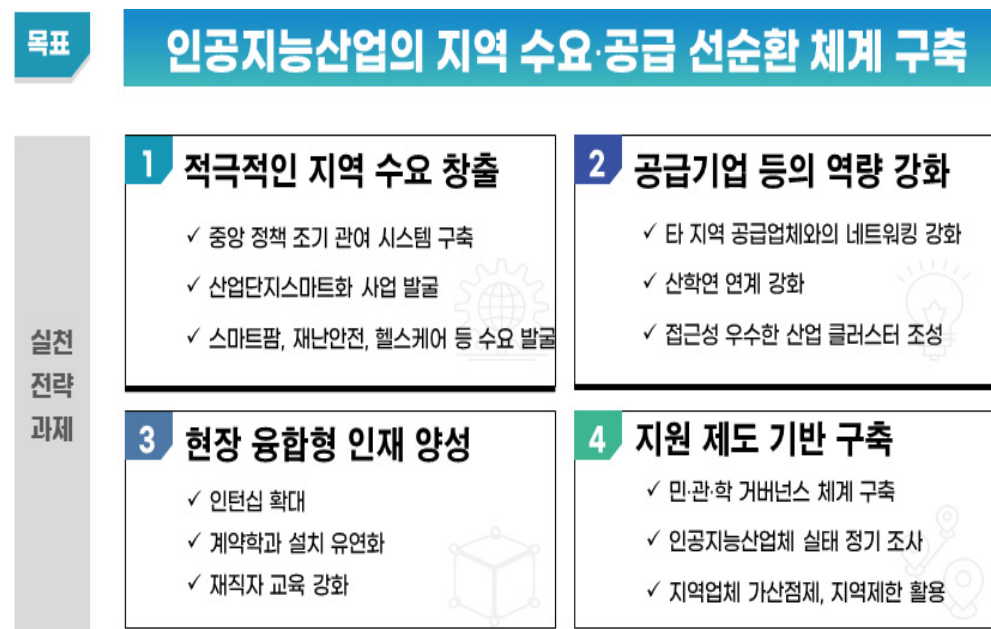 목표
인공지능산업의 지역 수요·공급 선순환 체계 구축
실천
전략
과제
1 적극적인 지역 수요 창출
✓ 중앙 정책 조기 관여 시스템 구축
✓ 산업단지스마트화 사업 발굴
✓ 스마트팜, 재난안전, 헬스케어 등 수요 발굴
2 공급기업 등의 역량 강화
✓ 타 지역 공급업체와의 네트워킹 강화
✓ 산학연 연계 강화
✓ 접근성 우수한 산업 클러스터 조성
3 현장 융합형 인재 양성
✓ 인턴십 확대
✓ 계약학과 설치 유연화
✓ 재직자 교육 강화
4 지원 제도 기반 구축
✓ 민·관·학 거버넌스 체계 구축
✓ 인공지능산업체 실태 정기 조사
✓ 지역업체 가산점제, 지역제한 활용